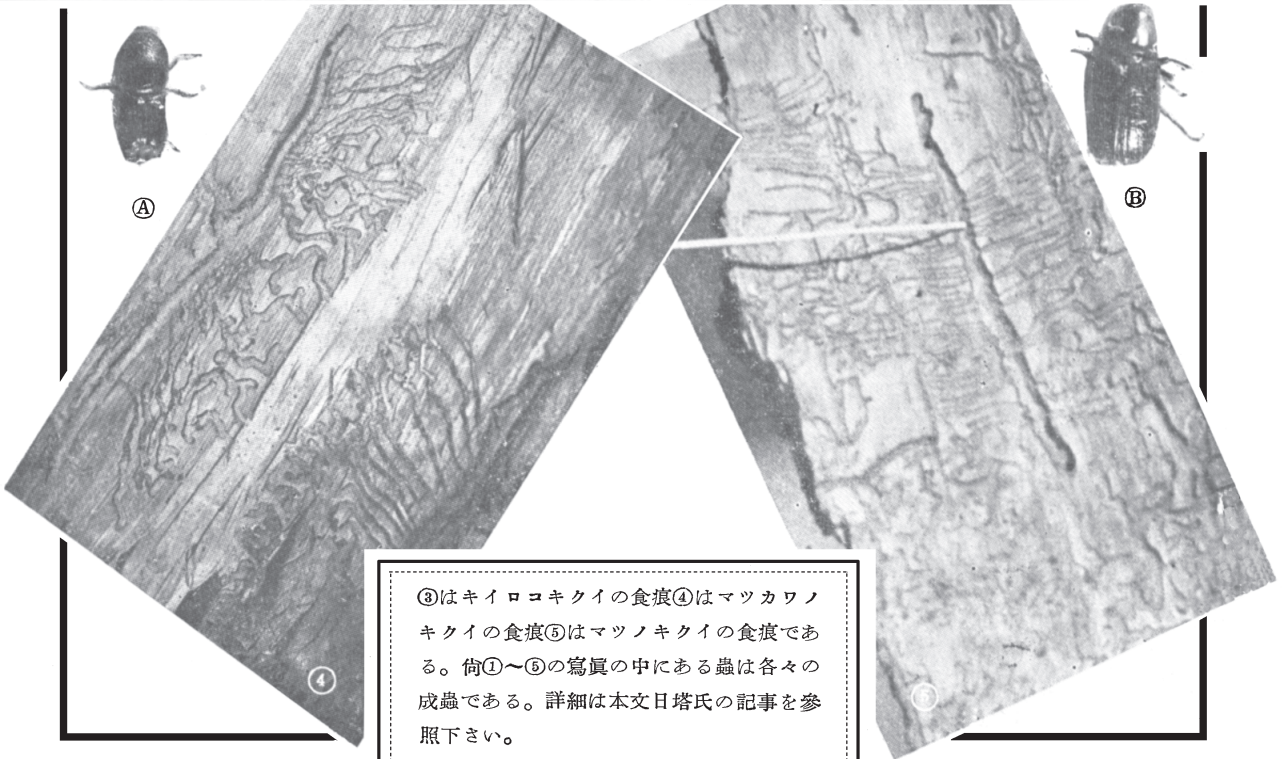 Ⓐ
Ⓑ
④
⑤
③はキイロコキクイの食痕④はマツカワノ
キクイの食痕⑤はマツノキクイの食痕であ
る。尙①〜⑤の寫眞の中にある蟲は各々の
成蟲である。詳細は本文日塔氏の記事を參
照下さい。